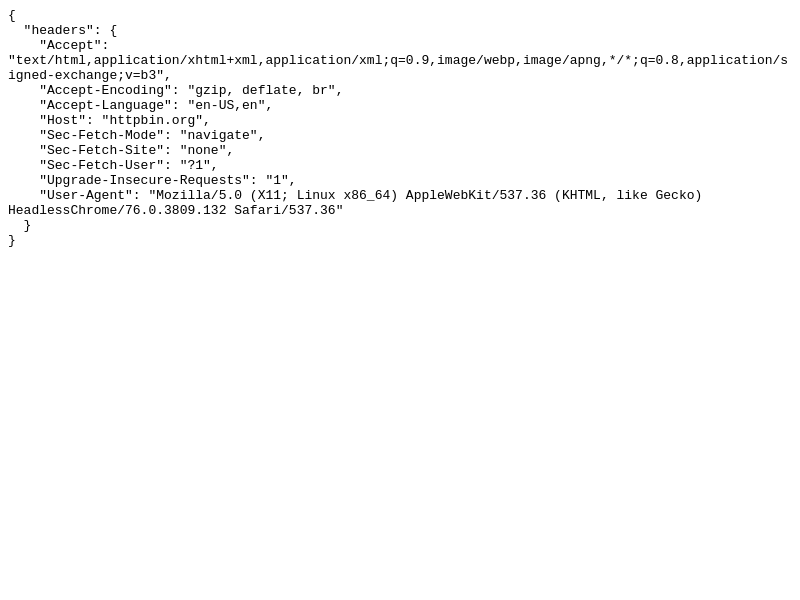 {
  "headers": {
    "Accept":
"text/html,application/xhtml+xml,application/xml;q=0.9,image/webp,image/apng,*/*;q=0.8,application/s
igned-exchange;v=b3",
    "Accept-Encoding": "gzip, deflate, br",
    "Accept-Language": "en-US,en",
    "Host": "httpbin.org",
    "Sec-Fetch-Mode": "navigate",
    "Sec-Fetch-Site": "none",
    "Sec-Fetch-User": "?1",
    "Upgrade-Insecure-Requests": "1",
    "User-Agent": "Mozilla/5.0 (X11; Linux x86_64) AppleWebKit/537.36 (KHTML, like Gecko)
HeadlessChrome/76.0.3809.132 Safari/537.36"
  }
}